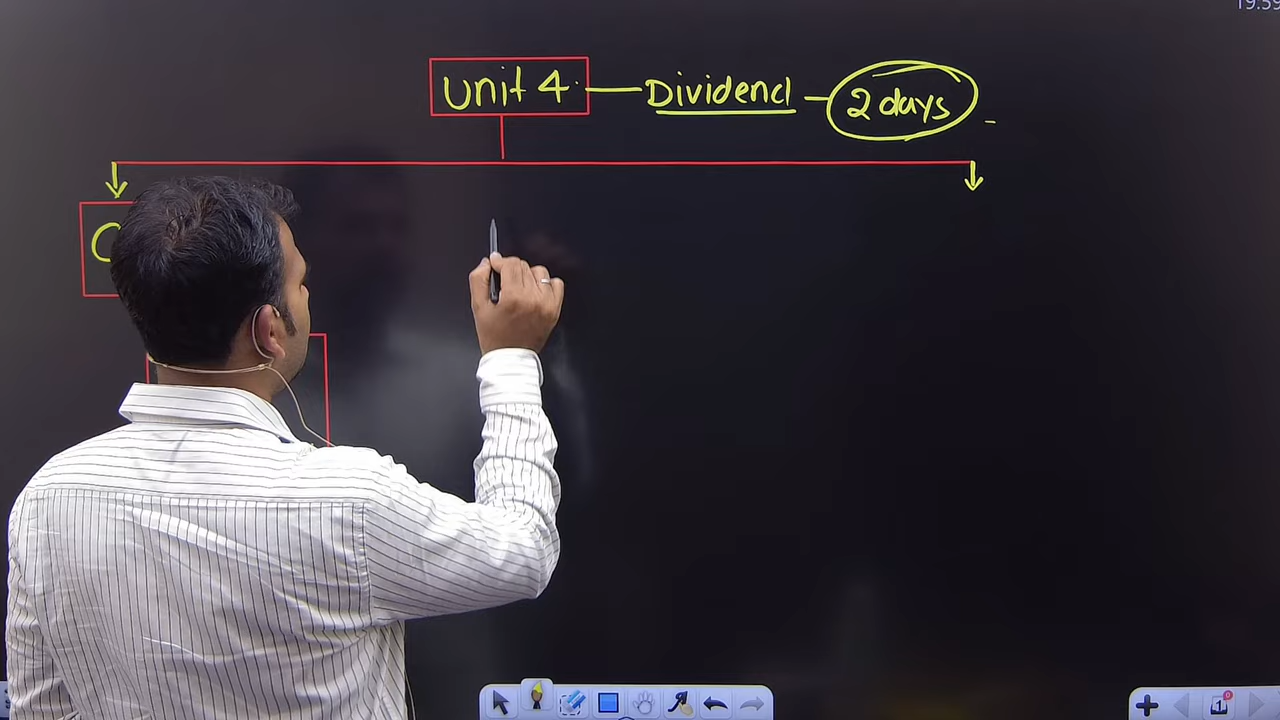 Unit 4 — Dividend – 2 days